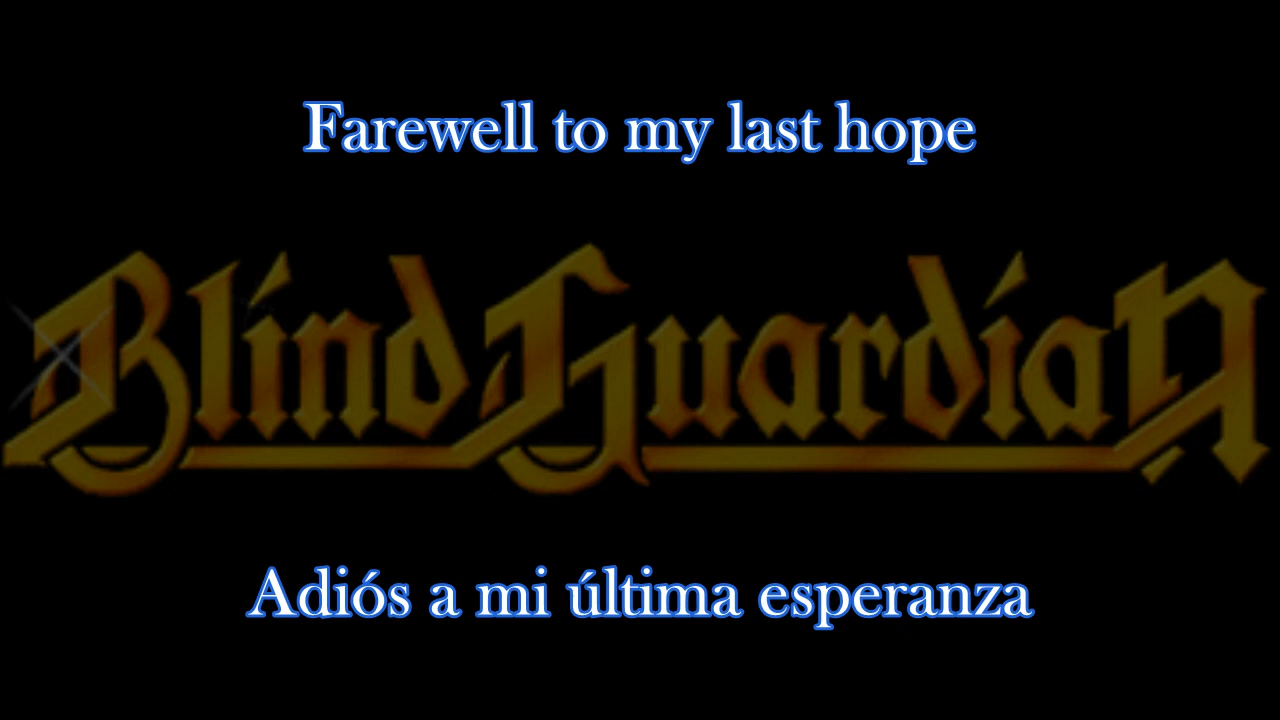 Farewell to my last hope
Blind Guardian
Adiós a mi última esperanza